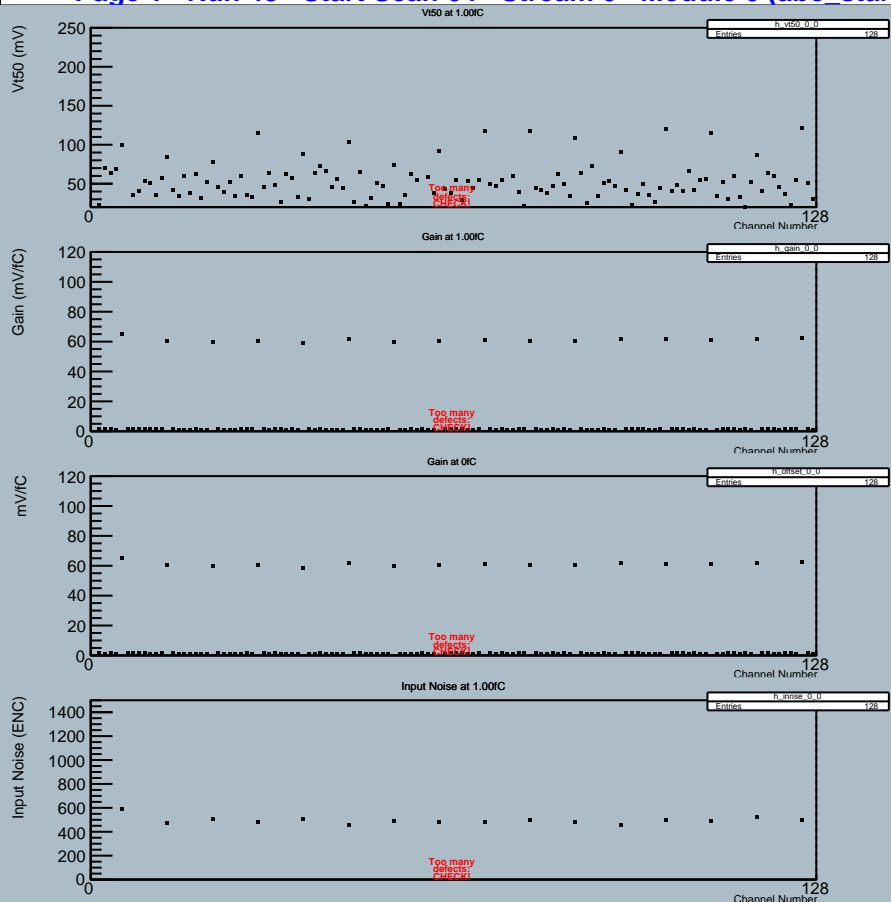 Vt50 at 1.00fC
h_vt50_0_0
Entries 128
Vt50 (mV)
250
200
150
100
50
0
128
Too many
defects:
CHECK!
Channel Number
Gain at 1.00fC
h_gain_0_0
Entries 128
Gain (mV/fC)
120
100
80
60
40
20
0
0
128
Too many
defects:
CHECK!
Channel Number
Gain at 0fC
h_offset_0_0
Entries 128
mV/fC
120
100
80
60
40
20
0
0
128
Too many
defects:
CHECK!
Channel Number
Input Noise at 1.00fC
h_innse_0_0
Entries 128
Input Noise (ENC)
1400
1200
1000
800
600
400
200
0
0
128
Too many
defects:
CHECK!
Channel Number